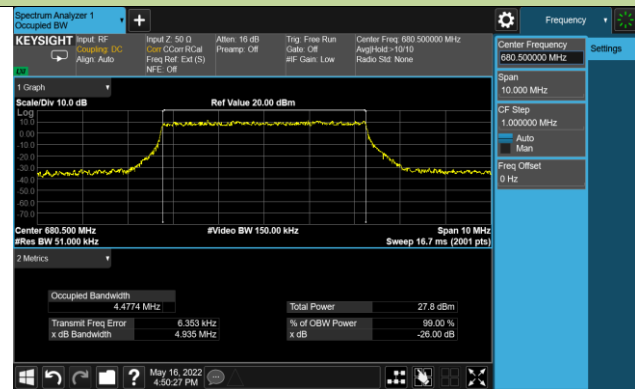 Spectrum Analyzer 1
Occupied BW
Frequency
KEYSIGHT
Input: RF
Coupling: DC
Align: Auto
Input Z: 50 Ω
Corr CCorr RCal
Freq Ref: Ext (S)
NFE: Off
Atten: 16 dB
Preamp: Off
Trig: Free Run
Gate: Off
#IF Gain: Low
Center Freq: 680.500000 MHz
Avg|Hold:>10/10
Radio Std: None
Center Frequency
680.500000 MHz
Settings
Span
10.000 MHz
CF Step
1.000000 MHz
Auto
Man
Freq Offset
0 Hz
1 Graph
Scale/Div 10.0 dB
Ref Value 20.00 dBm
Log
10.0
0.00
-10.0
-20.0
-30.0
-40.0
-50.0
-60.0
-70.0
Center 680.500 MHz
#Video BW 150.00 kHz
Span 10 MHz
#Res BW 51.000 kHz
Sweep 16.7 ms (2001 pts)
2 Metrics
Occupied Bandwidth
4.4774 MHz
Total Power 27.8 dBm
Transmit Freq Error 6.353 kHz
% of OBW Power 99.00 %
x dB Bandwidth 4.935 MHz
x dB -26.00 dB
?
May 16, 2022
4:50:27 PM